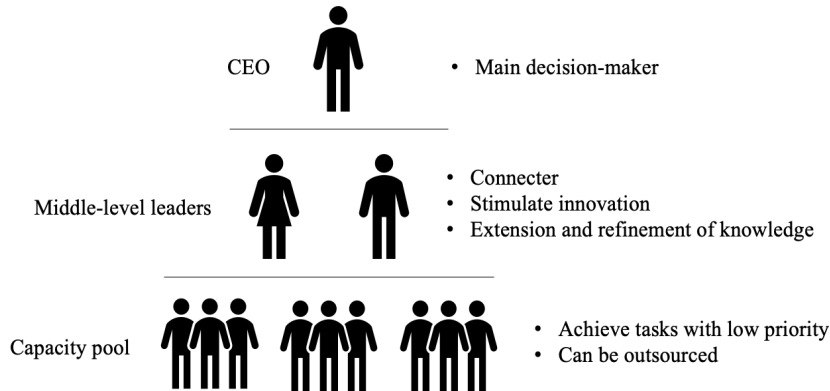 CEO
• Main decision-maker
Middle-level leaders
• Connecter
• Stimulate innovation
• Extension and refinement of knowledge
Capacity pool
• Achieve tasks with low priority
• Can be outsourced